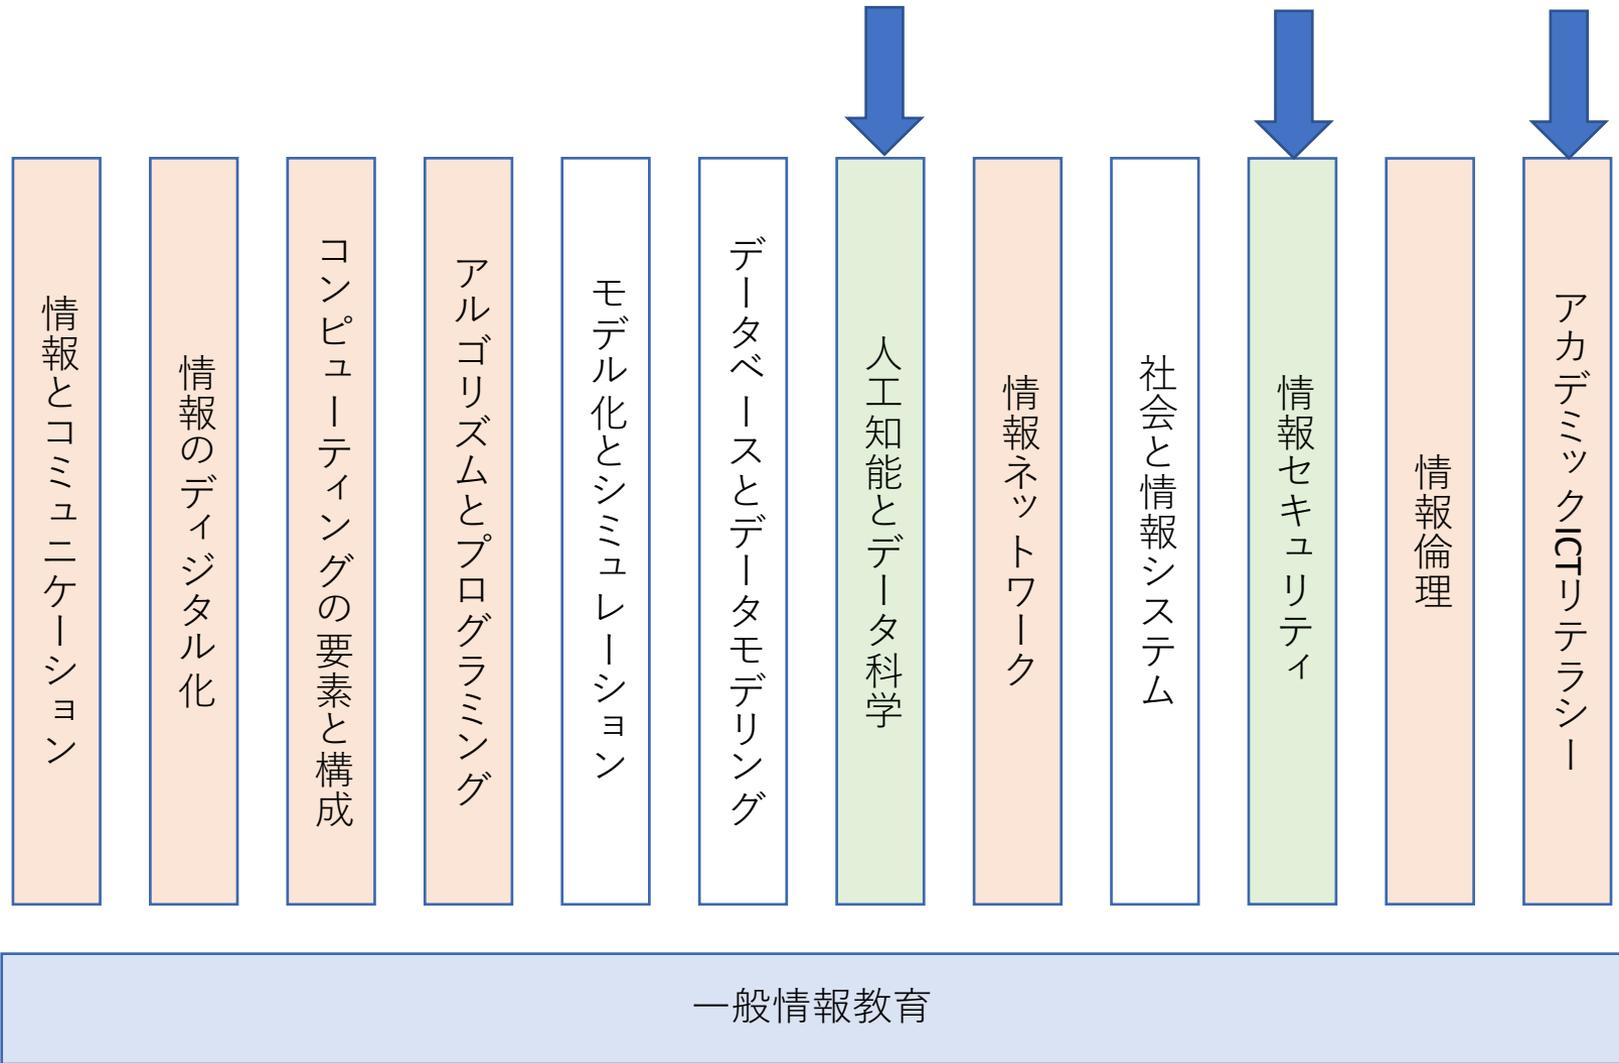 情報とコミュニケーション
情報のディジタル化
コンピューティングの要素と構成
アルゴリズムとプログラミング
モデル化とシミュレーション
データベースとデータモデリング
人工知能とデータ科学
情報ネットワーク
社会と情報システム
情報セキュリティ
情報倫理
アカデミックICTリテラシー
一般情報教育